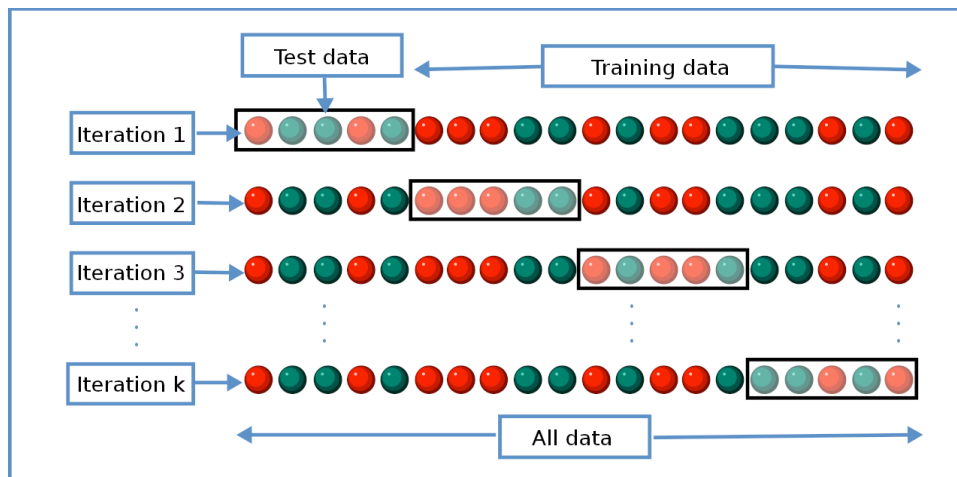 Test data
Training data
Iteration 1
Iteration 2
Iteration 3
Iteration k
All data